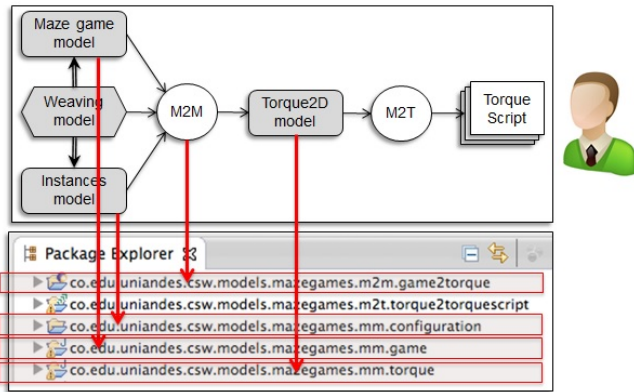 Maze game
model
Weaving
model
Instances
model
M2M
Torque2D
model
M2T
Torque
Script
Package Explorer
co.edu.uniandes.csw.models.mazegames.m2m.game2torque
co.edu.uniandes.csw.models.mazegames.m2t.torque2torquescript
co.edu.uniandes.csw.models.mazegames.mm.configuration
co.edu.uniandes.csw.models.mazegames.mm.game
co.edu.uniandes.csw.models.mazegames.mm.torque